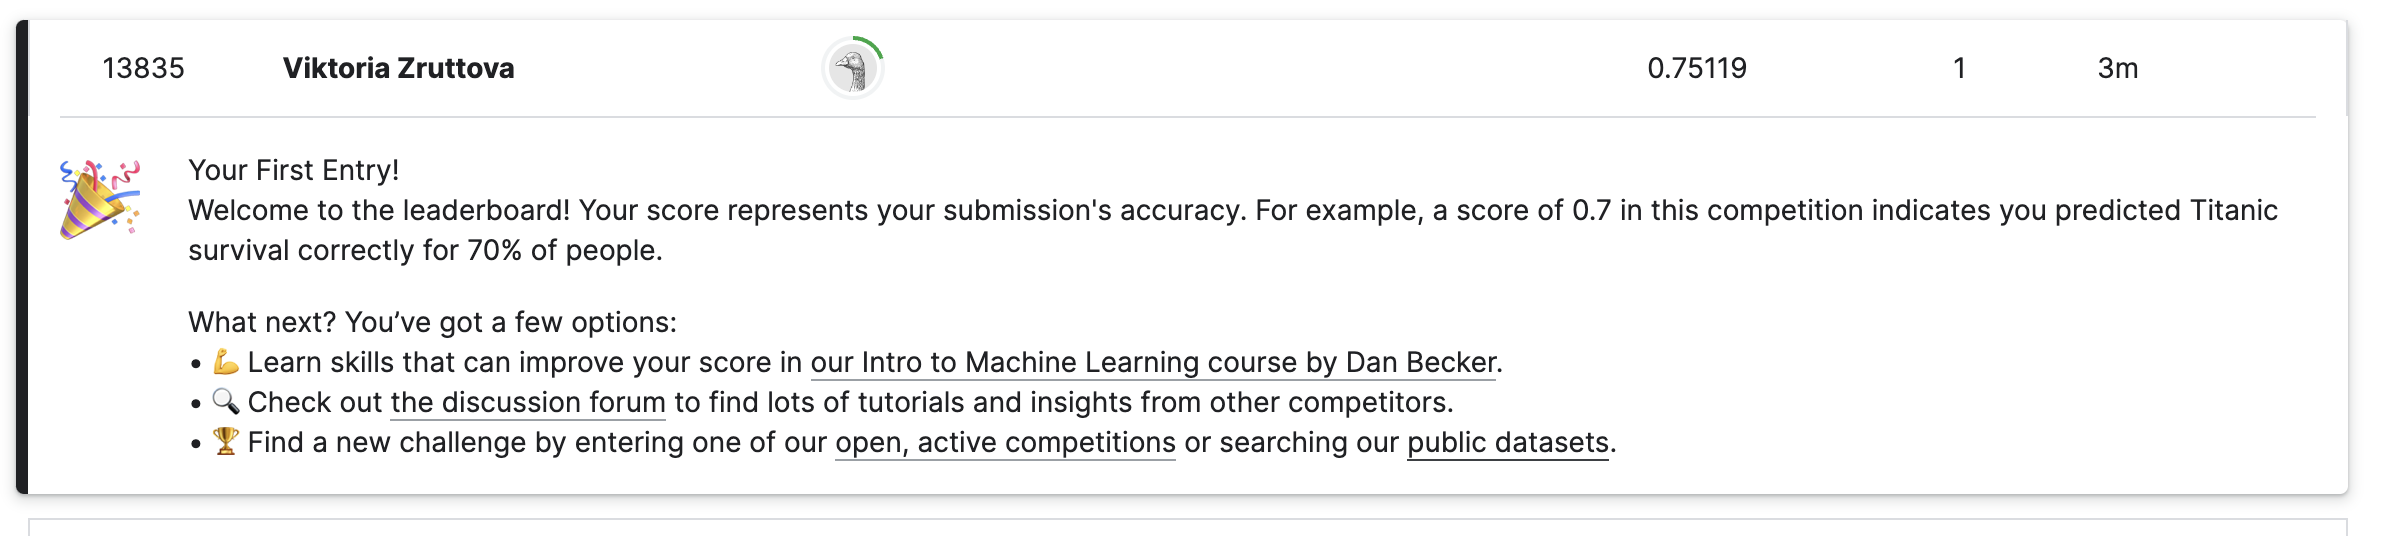 13835 Viktoria Zruttova 0.75119 1 3m
Your First Entry!
Welcome to the leaderboard! Your score represents your submission's accuracy. For example, a score of 0.7 in this competition indicates you predicted Titanic
survival correctly for 70% of people.
What next? You’ve got a few options:
• 💪 Learn skills that can improve your score in our Intro to Machine Learning course by Dan Becker.
• 🔍 Check out the discussion forum to find lots of tutorials and insights from other competitors.
• 🏆 Find a new challenge by entering one of our open, active competitions or searching our public datasets.